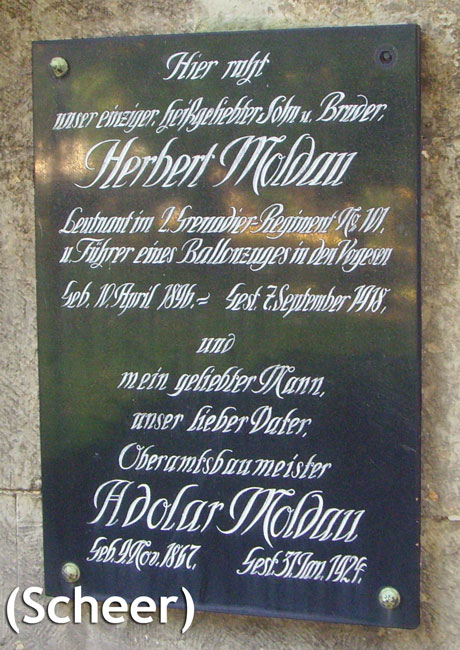 Hier ruht
unser einziger, heißgeliebter Sohn u. Bruder,
Herbert Moldau
Leutnant im 2. Grenadier-Regiment No 101,
u. Führer eines Ballonzuges in den Vogesen
Geb. 10. April 1896. = Gest. 7. September 1918,
und
mein geliebter Mann,
unser lieber Vater,
Oberamtsbaumeister
Adolar Moldau
Geb. 9. Nov. 1867. Gest. 31. Jan. 1924.
(Scheer)